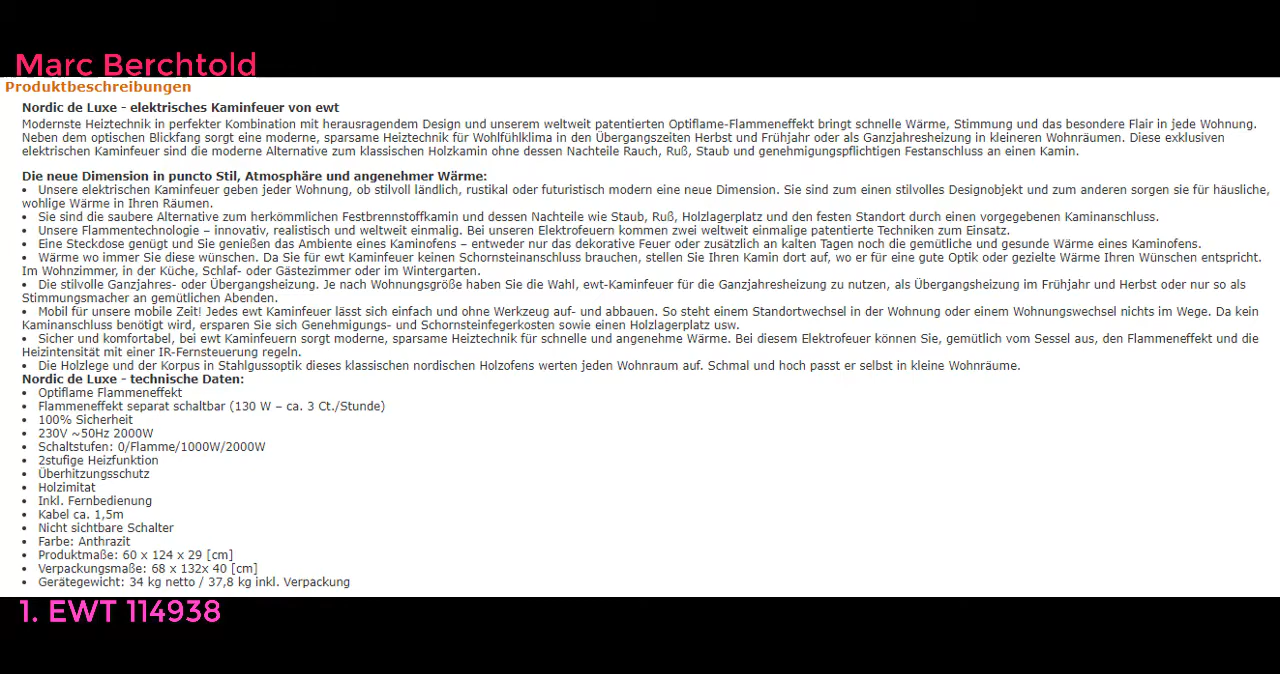 Marc Berchtold
Produktbeschreibungen
Nordic de Luxe - elektrisches Kaminfeuer von ewt
Modernste Heiztechnik in perfekter Kombination mit herausragendem Design und unserem weltweit patentierten Optiflame-Flammeneffekt bringt schnelle Wärme, Stimmung und das besondere Flair in jede Wohnung.
Neben dem optischen Blickfang sorgt eine moderne, sparsame Heiztechnik für Wohlfühlklima in den Übergangszeiten Herbst und Frühjahr oder als Ganzjahresheizung in kleineren Wohnräumen. Diese exklusiven
elektrischen Kaminfeuer sind die moderne Alternative zum klassischen Holzkamin ohne dessen Nachteile Rauch, Ruß, Staub und genehmigungspflichtigen Festanschluss an einen Kamin.
Die neue Dimension in puncto Stil, Atmosphäre und angenehmer Wärme:
• Unsere elektrischen Kaminfeuer geben jeder Wohnung, ob stilvoll ländlich, rustikal oder futuristisch modern eine neue Dimension. Sie sind zum einen stilvolles Designobjekt und zum anderen sorgen sie für häusliche,
wohlige Wärme in Ihren Räumen.
• Sie sind die saubere Alternative zum herkömmlichen Festbrennstoffkamin und dessen Nachteile wie Staub, Ruß, Holzlagerplatz und den festen Standort durch einen vorgegebenen Kaminanschluss.
• Unsere Flammentechnologie – innovativ, realistisch und weltweit einmalig. Bei unseren Elektrofeuern kommen zwei weltweit einmalige patentierte Techniken zum Einsatz.
• Eine Steckdose genügt und Sie genießen das Ambiente eines Kaminofens – entweder nur das dekorative Feuer oder zusätzlich an kalten Tagen noch die gemütliche und gesunde Wärme eines Kaminofens.
• Wärme wo immer Sie diese wünschen. Da Sie für ewt Kaminfeuer keinen Schornsteinanschluss brauchen, stellen Sie Ihren Kamin dort auf, wo er für eine gute Optik oder gezielte Wärme Ihren Wünschen entspricht.
Im Wohnzimmer, in der Küche, Schlaf- oder Gästezimmer oder im Wintergarten.
• Die stilvolle Ganzjahres- oder Übergangsheizung. Je nach Wohnungsgröße haben Sie die Wahl, ewt-Kaminfeuer für die Ganzjahresheizung zu nutzen, als Übergangsheizung im Frühjahr und Herbst oder nur so als
Stimmungsmacher an gemütlichen Abenden.
• Mobil für unsere mobile Zeit! Jedes ewt Kaminfeuer lässt sich einfach und ohne Werkzeug auf- und abbauen. So steht einem Standortwechsel in der Wohnung oder einem Wohnungswechsel nichts im Wege. Da kein
Kaminanschluss benötigt wird, ersparen Sie sich Genehmigungs- und Schornsteinfegerkosten sowie einen Holzlagerplatz usw.
• Sicher und komfortabel, bei ewt Kaminfeuern sorgt moderne, sparsame Heiztechnik für schnelle und angenehme Wärme. Bei diesem Elektrofeuer können Sie, gemütlich vom Sessel aus, den Flammeneffekt und die
Heizintensität mit einer IR-Fernsteuerung regeln.
• Die Holzlege und der Korpus in Stahlgussoptik dieses klassischen nordischen Holzofens werten jeden Wohnraum auf. Schmal und hoch passt er selbst in kleine Wohnräume.
Nordic de Luxe - technische Daten:
• Optiflame Flammeneffekt
• Flammeneffekt separat schaltbar (130 W – ca. 3 Ct./Stunde)
• 100% Sicherheit
• 230V ~50Hz 2000W
• Schaltstufen: 0/Flamme/1000W/2000W
• 2stufige Heizfunktion
• Überhitzungsschutz
• Holzimitat
• Inkl. Fernbedienung
• Kabel ca. 1,5m
• Nicht sichtbare Schalter
• Farbe: Anthrazit
• Produktmaße: 60 x 124 x 29 [cm]
• Verpackungsmaße: 68 x 132x 40 [cm]
• Gerätegewicht: 34 kg netto / 37,8 kg inkl. Verpackung
1. EWT 114938